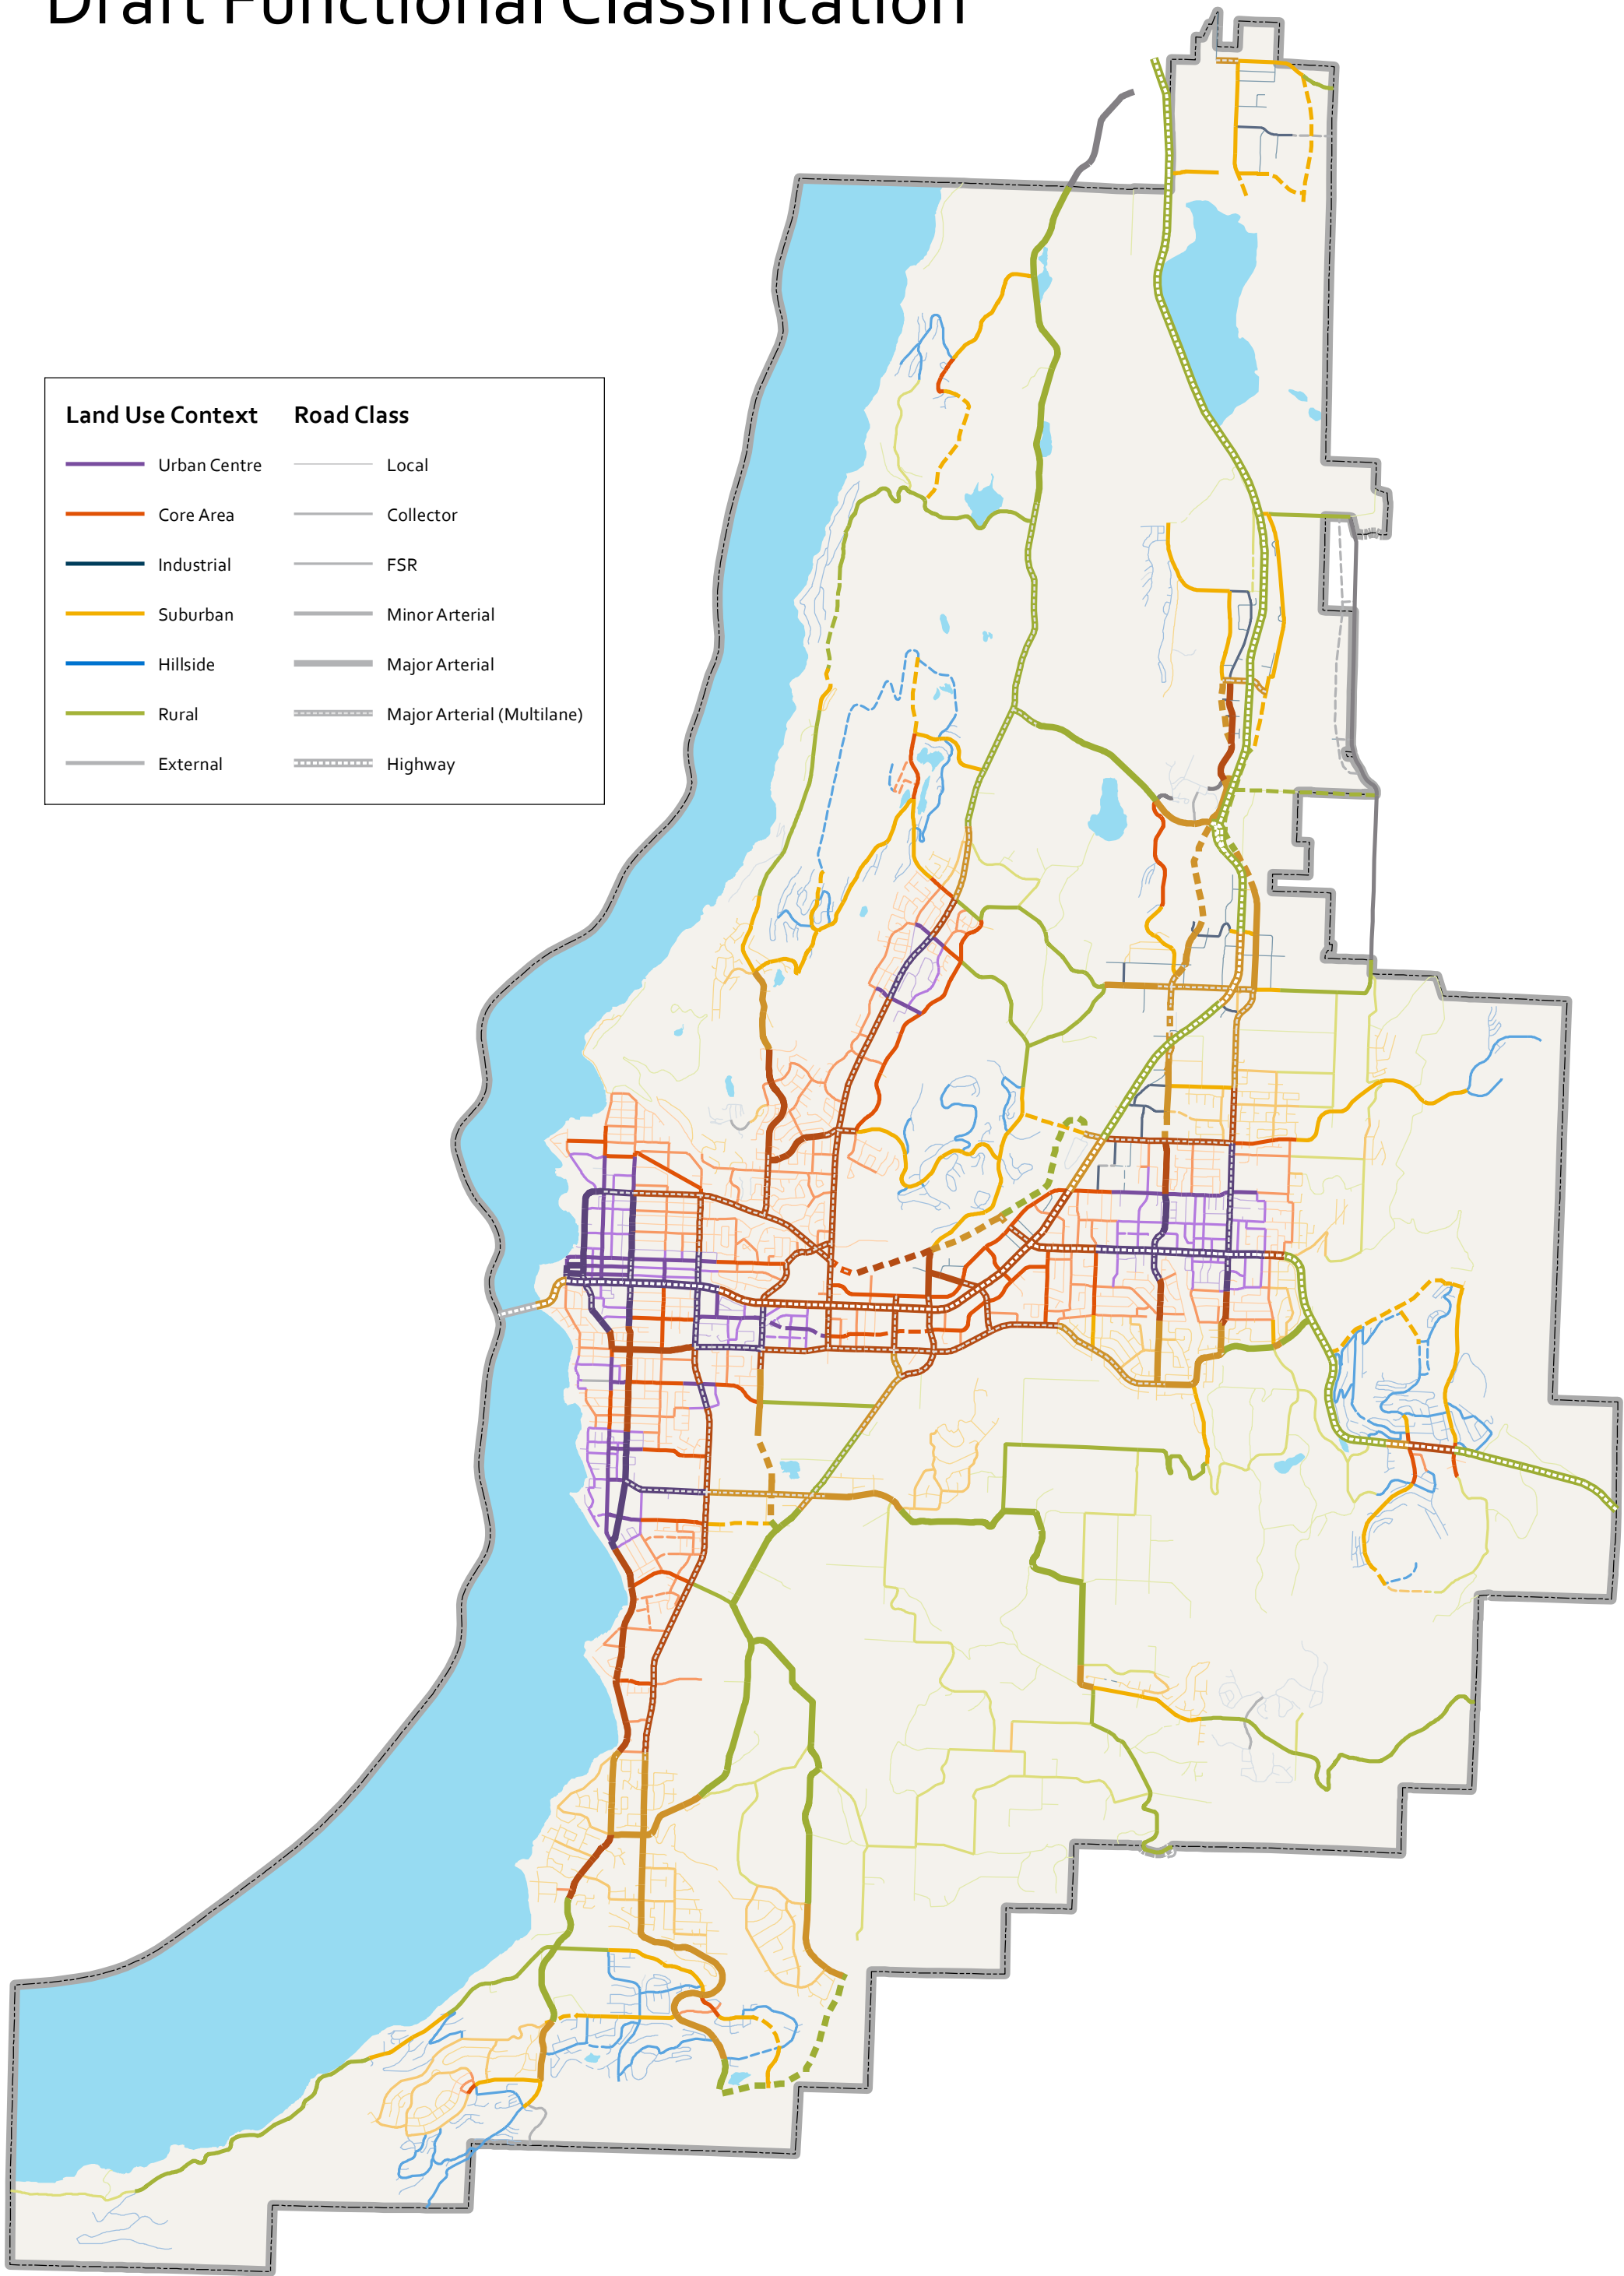 Draft Functional Classification
Land Use Context Road Class
Urban Centre Local
Core Area Collector
Industrial FSR
Suburban Minor Arterial
Hillside Major Arterial
Rural Major Arterial (Multilane)
External Highway